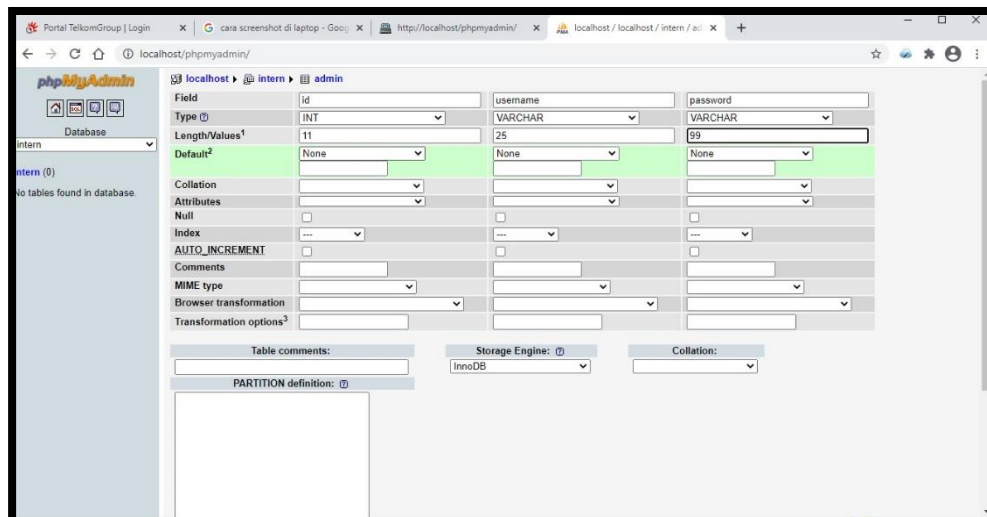 Portal TelkomGroup | Login
cara screenshot di laptop - Goog
http://localhost/phpmyadmin/
localhost / localhost / intern / ad
localhost/phpmyadmin/
phpMyAdmin
localhost ▸ intern ▸ admin
Database
intern
ntern (0)
No tables found in database.
Field id username password
Type INT VARCHAR VARCHAR
Length/Values1 11 25 99
Default2 None None None
Collation
Attributes
Null
Index --- --- ---
AUTO_INCREMENT
Comments
MIME type
Browser transformation
Transformation options3
Table comments: Storage Engine: Collation:
InnoDB
PARTITION definition: